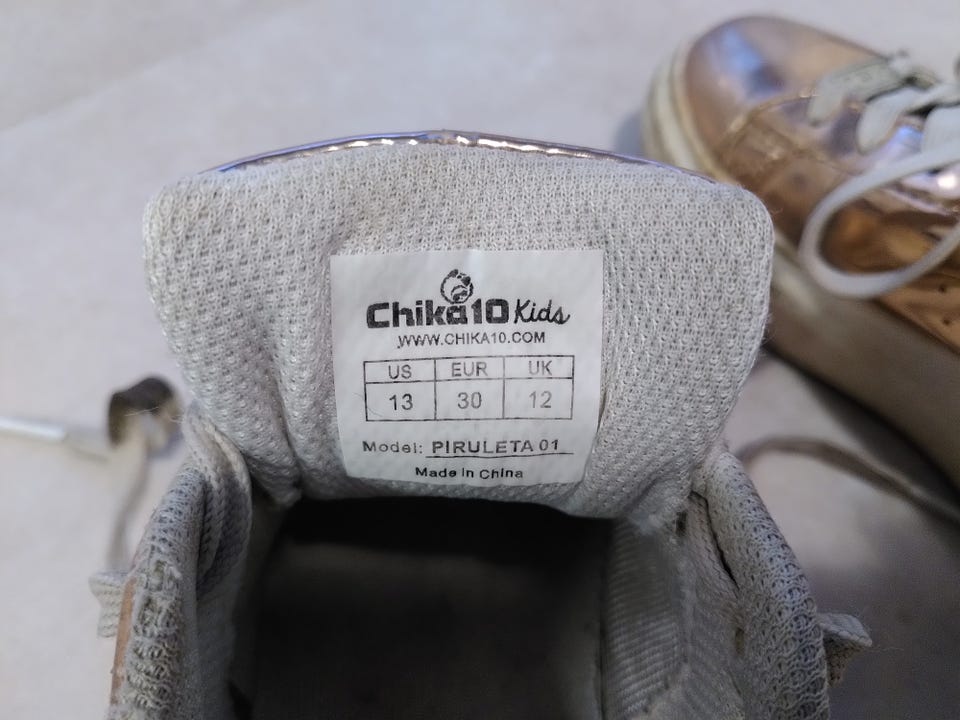 Chika10 Kids
WWW.CHIKA10.COM
US EUR UK
13 30 12
Model: PIRULETA 01
Made in China